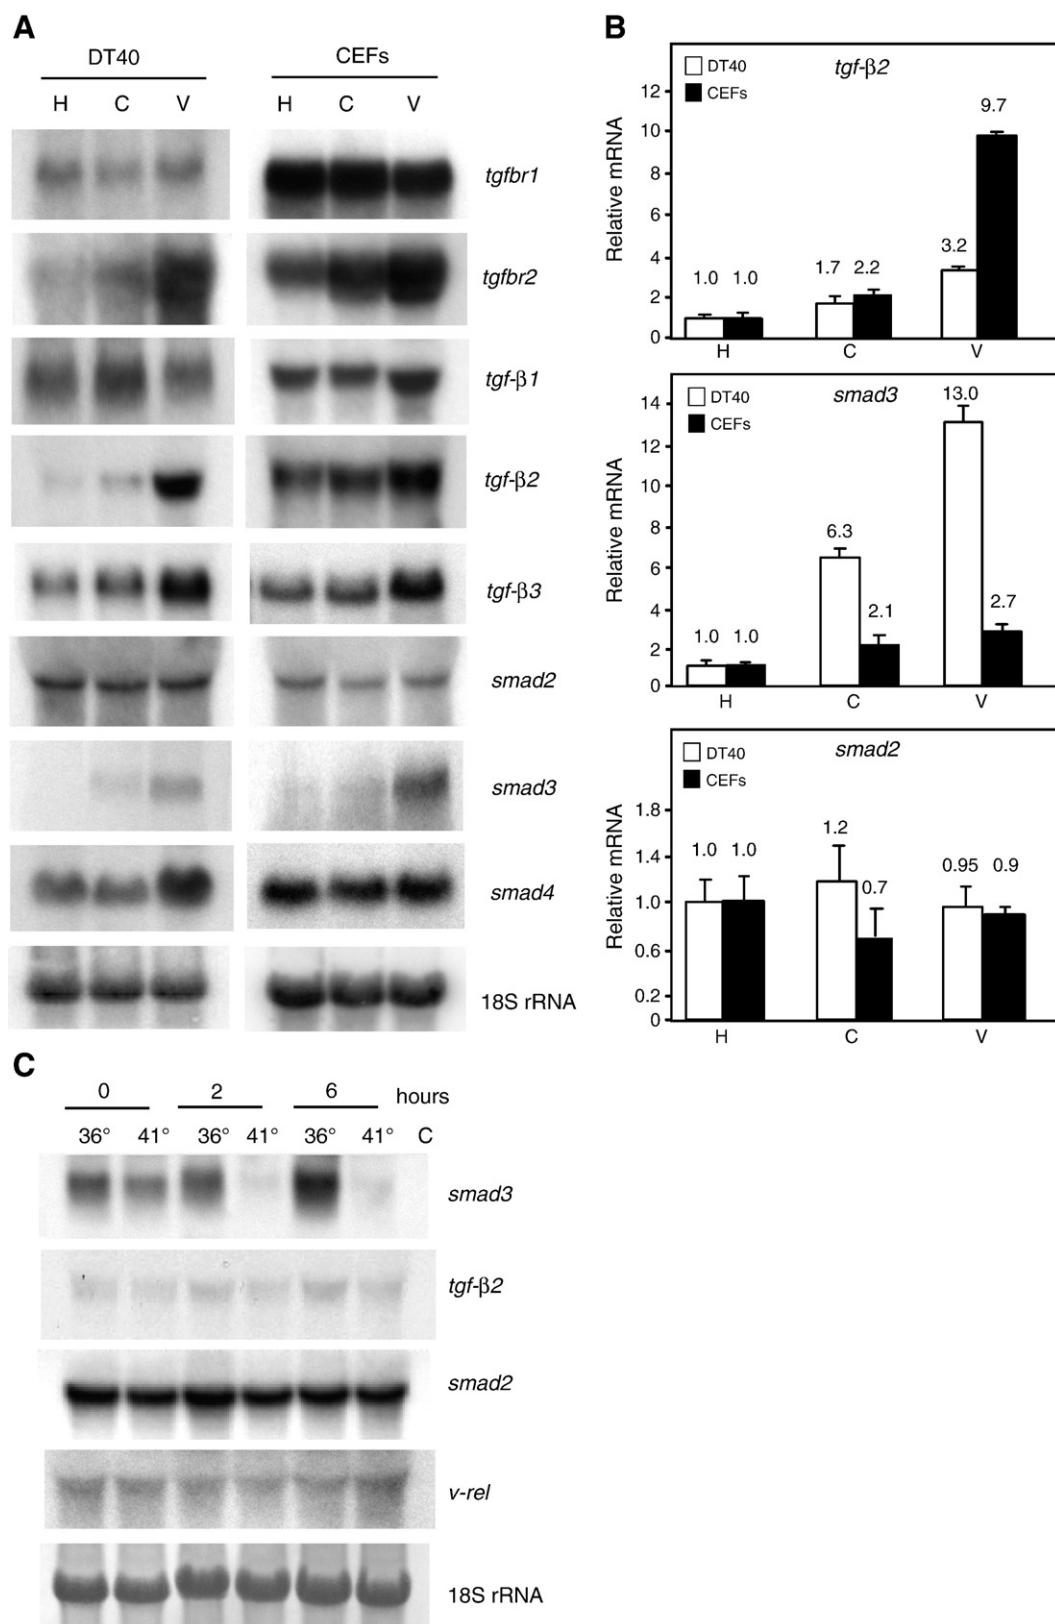 A
DT40
CEFs
H C V
H C V
tgfbr1
tgfbr2
tgf-β1
tgf-β2
tgf-β3
smad2
smad3
smad4
18S rRNA
B
tgf-β2
DT40
CEFs
Relative mRNA
12
10
8
6
4
2
0
1.0 1.0
1.7 2.2
3.2
9.7
H C V
smad3
DT40
CEFs
Relative mRNA
14
12
10
8
6
4
2
0
1.0 1.0
6.3
2.1
13.0
2.7
H C V
smad2
DT40
CEFs
Relative mRNA
1.8
1.4
1.0
0.6
0.2
0
1.0 1.0
1.2
0.7
0.95 0.9
H C V
C
0 2 6 hours
36° 41° 36° 41° 36° 41° C
smad3
tgf-β2
smad2
v-rel
18S rRNA